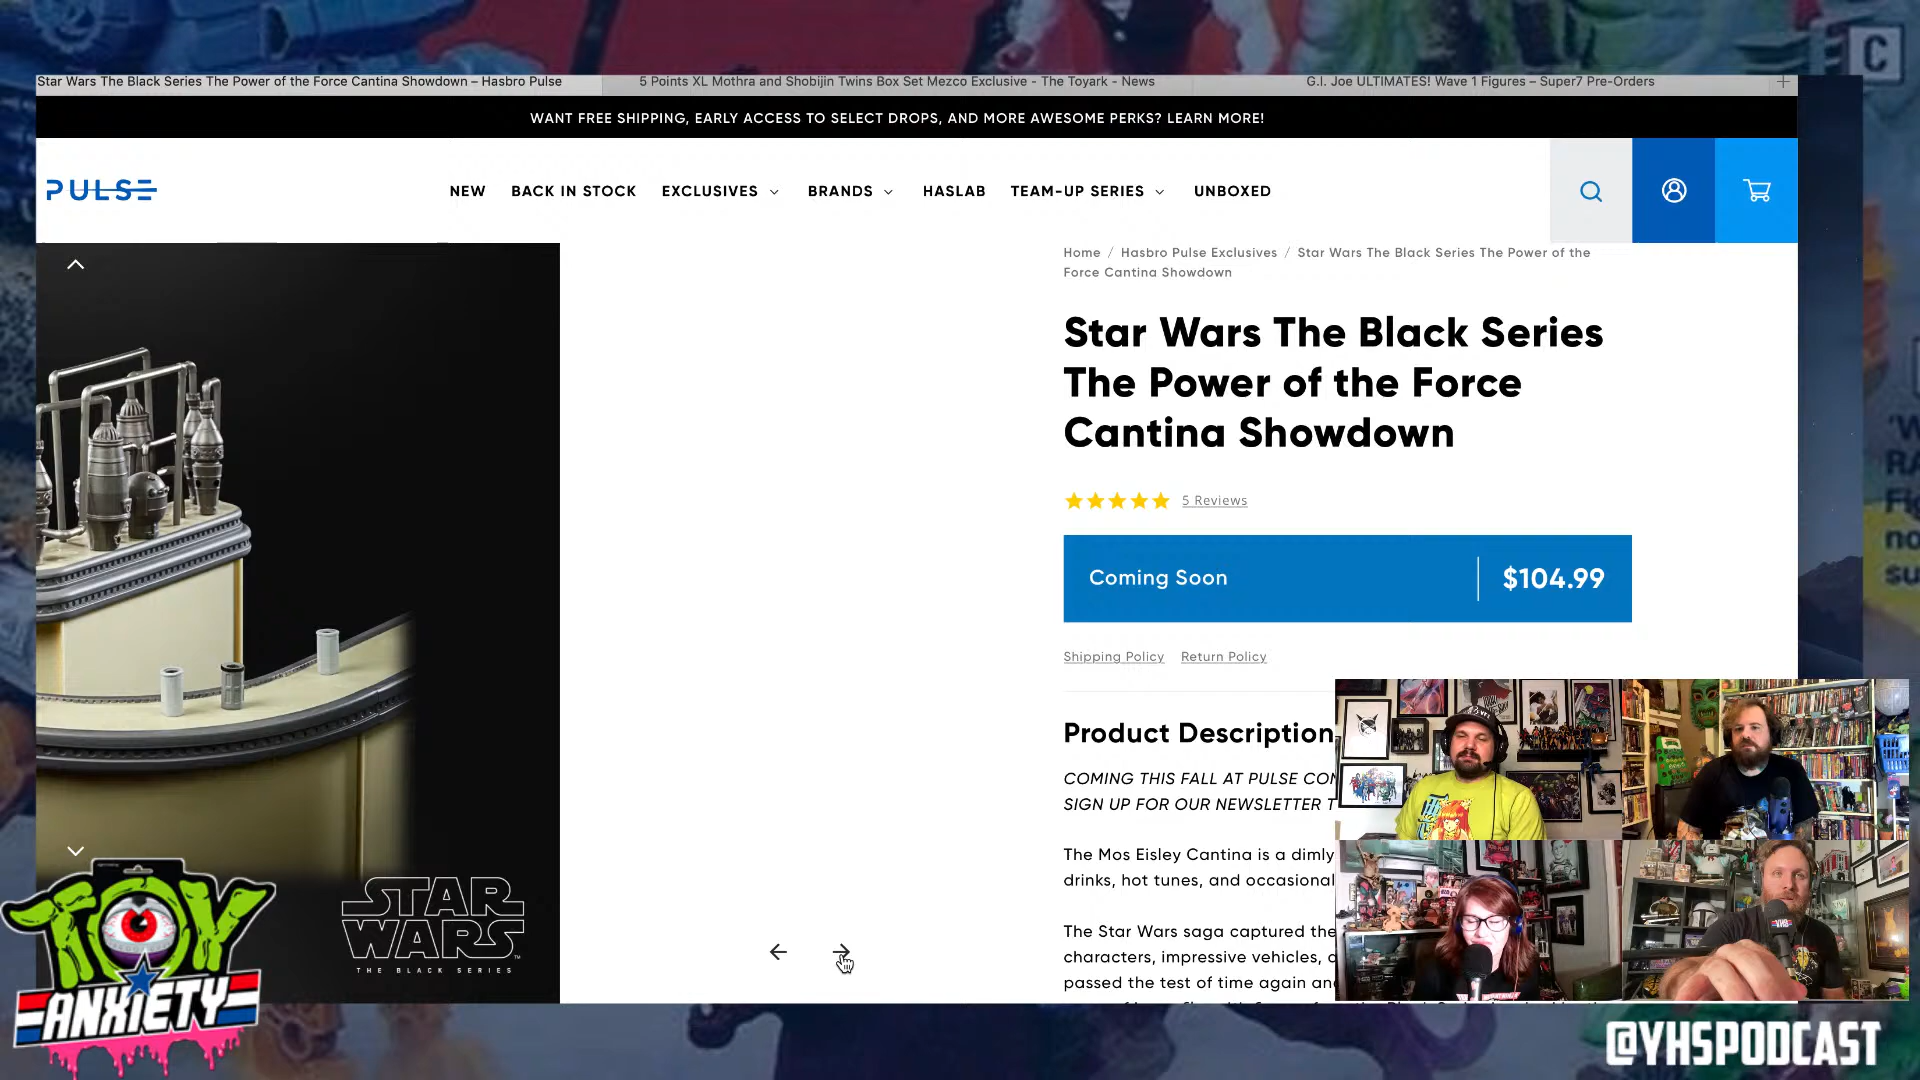 C
Star Wars The Black Series The Power of the Force Cantina Showdown – Hasbro Pulse
5 Points XL Mothra and Shobijin Twins Box Set Mezco Exclusive - The Toyark - News
G.I. Joe ULTIMATES! Wave 1 Figures – Super7 Pre-Orders
WANT FREE SHIPPING, EARLY ACCESS TO SELECT DROPS, AND MORE AWESOME PERKS? LEARN MORE!
PULSE
NEW
BACK IN STOCK
EXCLUSIVES
BRANDS
HASLAB
TEAM-UP SERIES
UNBOXED
Home / Hasbro Pulse Exclusives / Star Wars The Black Series The Power of the
Force Cantina Showdown
Star Wars The Black Series
The Power of the Force
Cantina Showdown
5 Reviews
Coming Soon
$104.99
Shipping Policy
Return Policy
Product Description
COMING THIS FALL AT PULSE CON
SIGN UP FOR OUR NEWSLETTER T
The Mos Eisley Cantina is a dimly
drinks, hot tunes, and occasional
The Star Wars saga captured the
characters, impressive vehicles,
passed the test of time again an
STAR
WARS
THE BLACK SERIES
TOY
ANXIETY
@YHSPODCAST